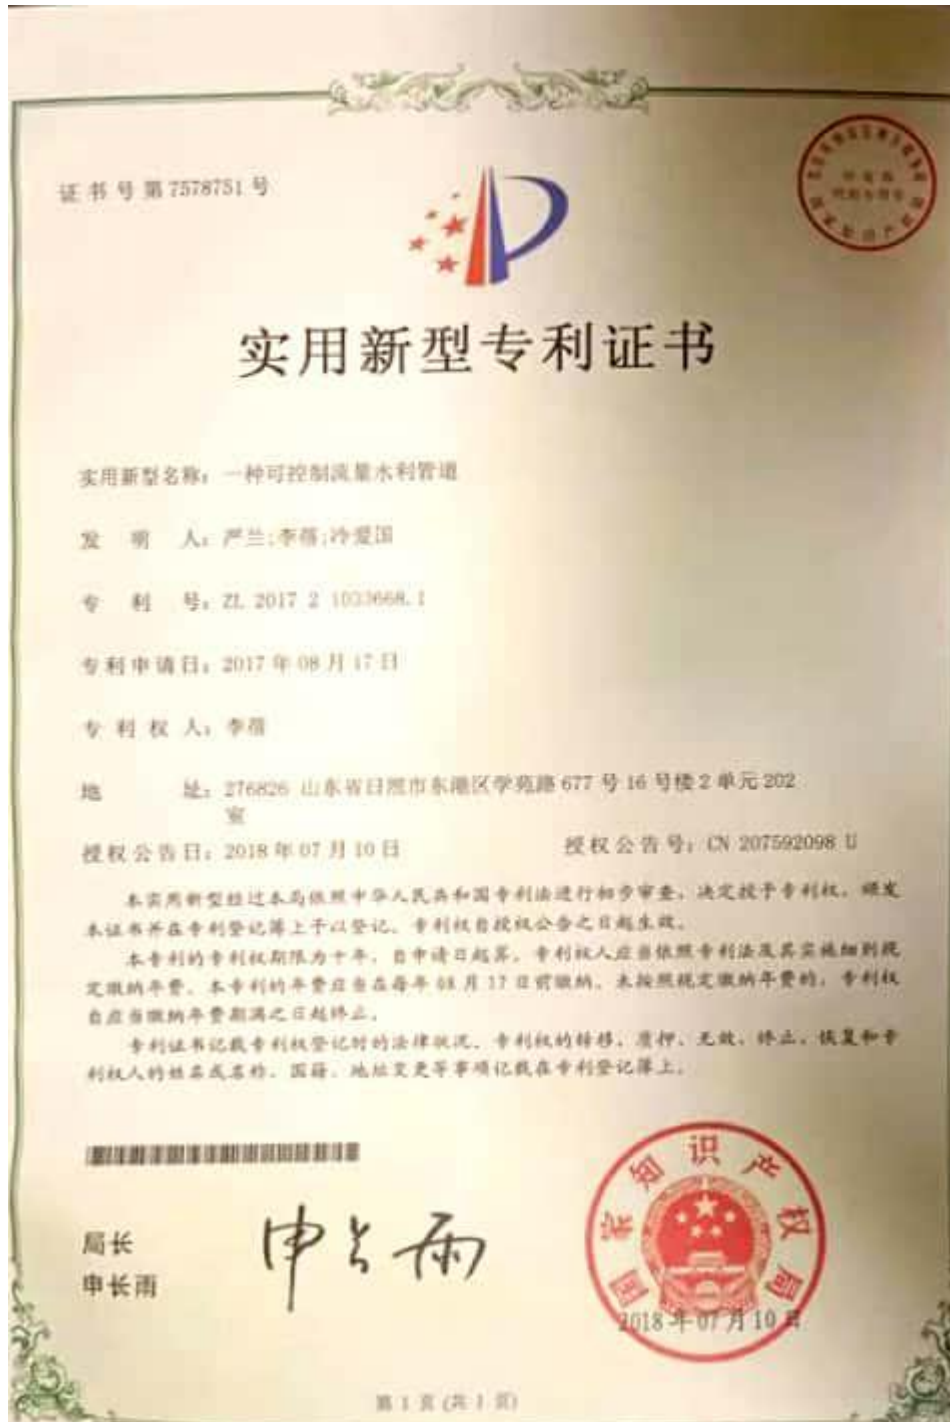 证书号第7578751号
实用新型专利证书
实用新型名称：一种可控制流量水利管道
发明人：严兰;李蓓;冷爱国
专利号：ZL 2017 2 1033668.1
专利申请日：2017年08月17日
专利权人：李蓓
地址：276826 山东省日照市东港区学苑路677号16号楼2单元202
室
授权公告日：2018年07月10日 授权公告号：CN 207592098 U
本实用新型经过本局依照中华人民共和国专利法进行初步审查，决定授予专利权，颁发
本证书并在专利登记簿上予以登记。专利权自授权公告之日起生效。
本专利的专利权期限为十年，自申请日起算。专利权人应当依照专利法及其实施细则规
定缴纳年费。本专利的年费应当在每年08月17日前缴纳。未按照规定缴纳年费的，专利权
自应当缴纳年费期满之日起终止。
专利证书记载专利权登记时的法律状况。专利权的转移、质押、无效、终止、恢复和专
利权人的姓名或名称、国籍、地址变更等事项记载在专利登记簿上。
局长
申长雨
申长雨
国家知识产权局
2018年07月10日
第1页(共1页)